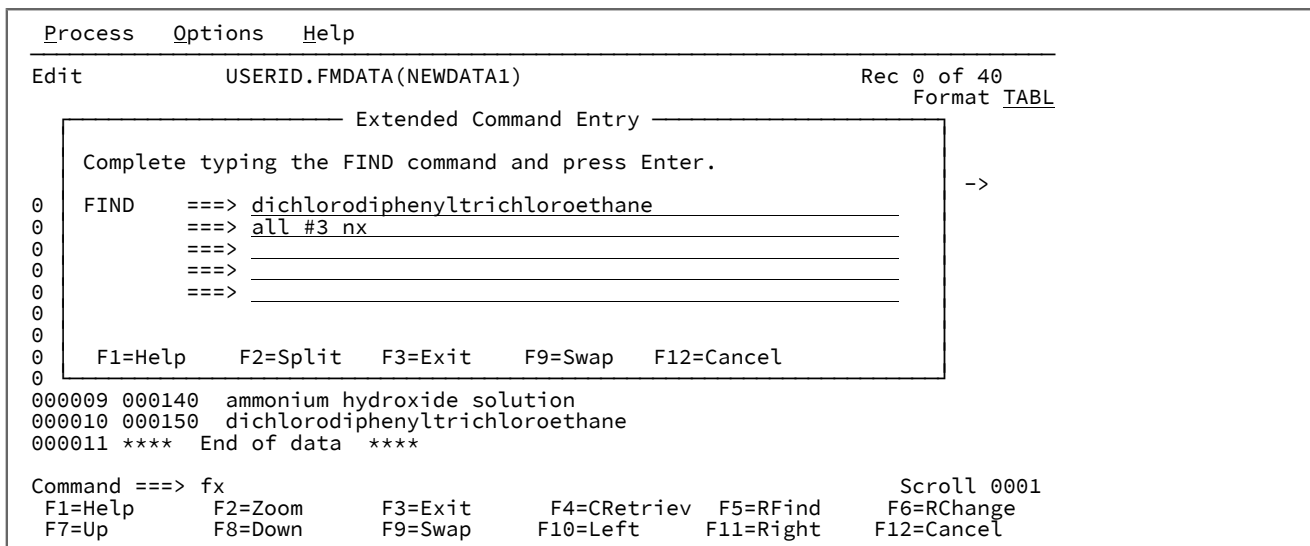 Process Options Help
Edit USERID.FMDATA(NEWDATA1) Rec 0 of 40
Format TABL
Extended Command Entry
Complete typing the FIND command and press Enter.
->
0 FIND ===> dichlorodiphenyltrichloroethane
0 ===> all #3 nx
0 ===>
0 ===>
0 ===>
0
0
0 F1=Help F2=Split F3=Exit F9=Swap F12=Cancel
0
000009 000140 ammonium hydroxide solution
000010 000150 dichlorodiphenyltrichloroethane
000011 **** End of data ****
Command ===> fx Scroll 0001
F1=Help F2=Zoom F3=Exit F4=CRetriev F5=RFind F6=RChange
F7=Up F8=Down F9=Swap F10=Left F11=Right F12=Cancel